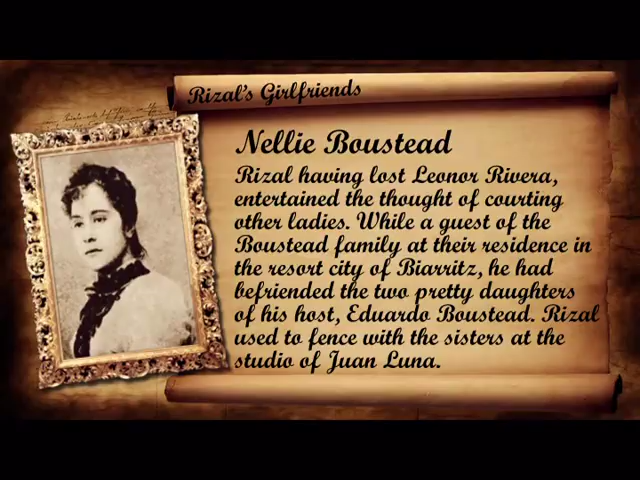 Rizal's Girlfriends
Nellie Boustead
Rizal having lost Leonor Rivera,
entertained the thought of courting
other ladies. While a guest of the
Boustead family at their residence in
the resort city of Biarritz, he had
befriended the two pretty daughters
of his host, Eduardo Boustead. Rizal
used to fence with the sisters at the
studio of Juan Luna.